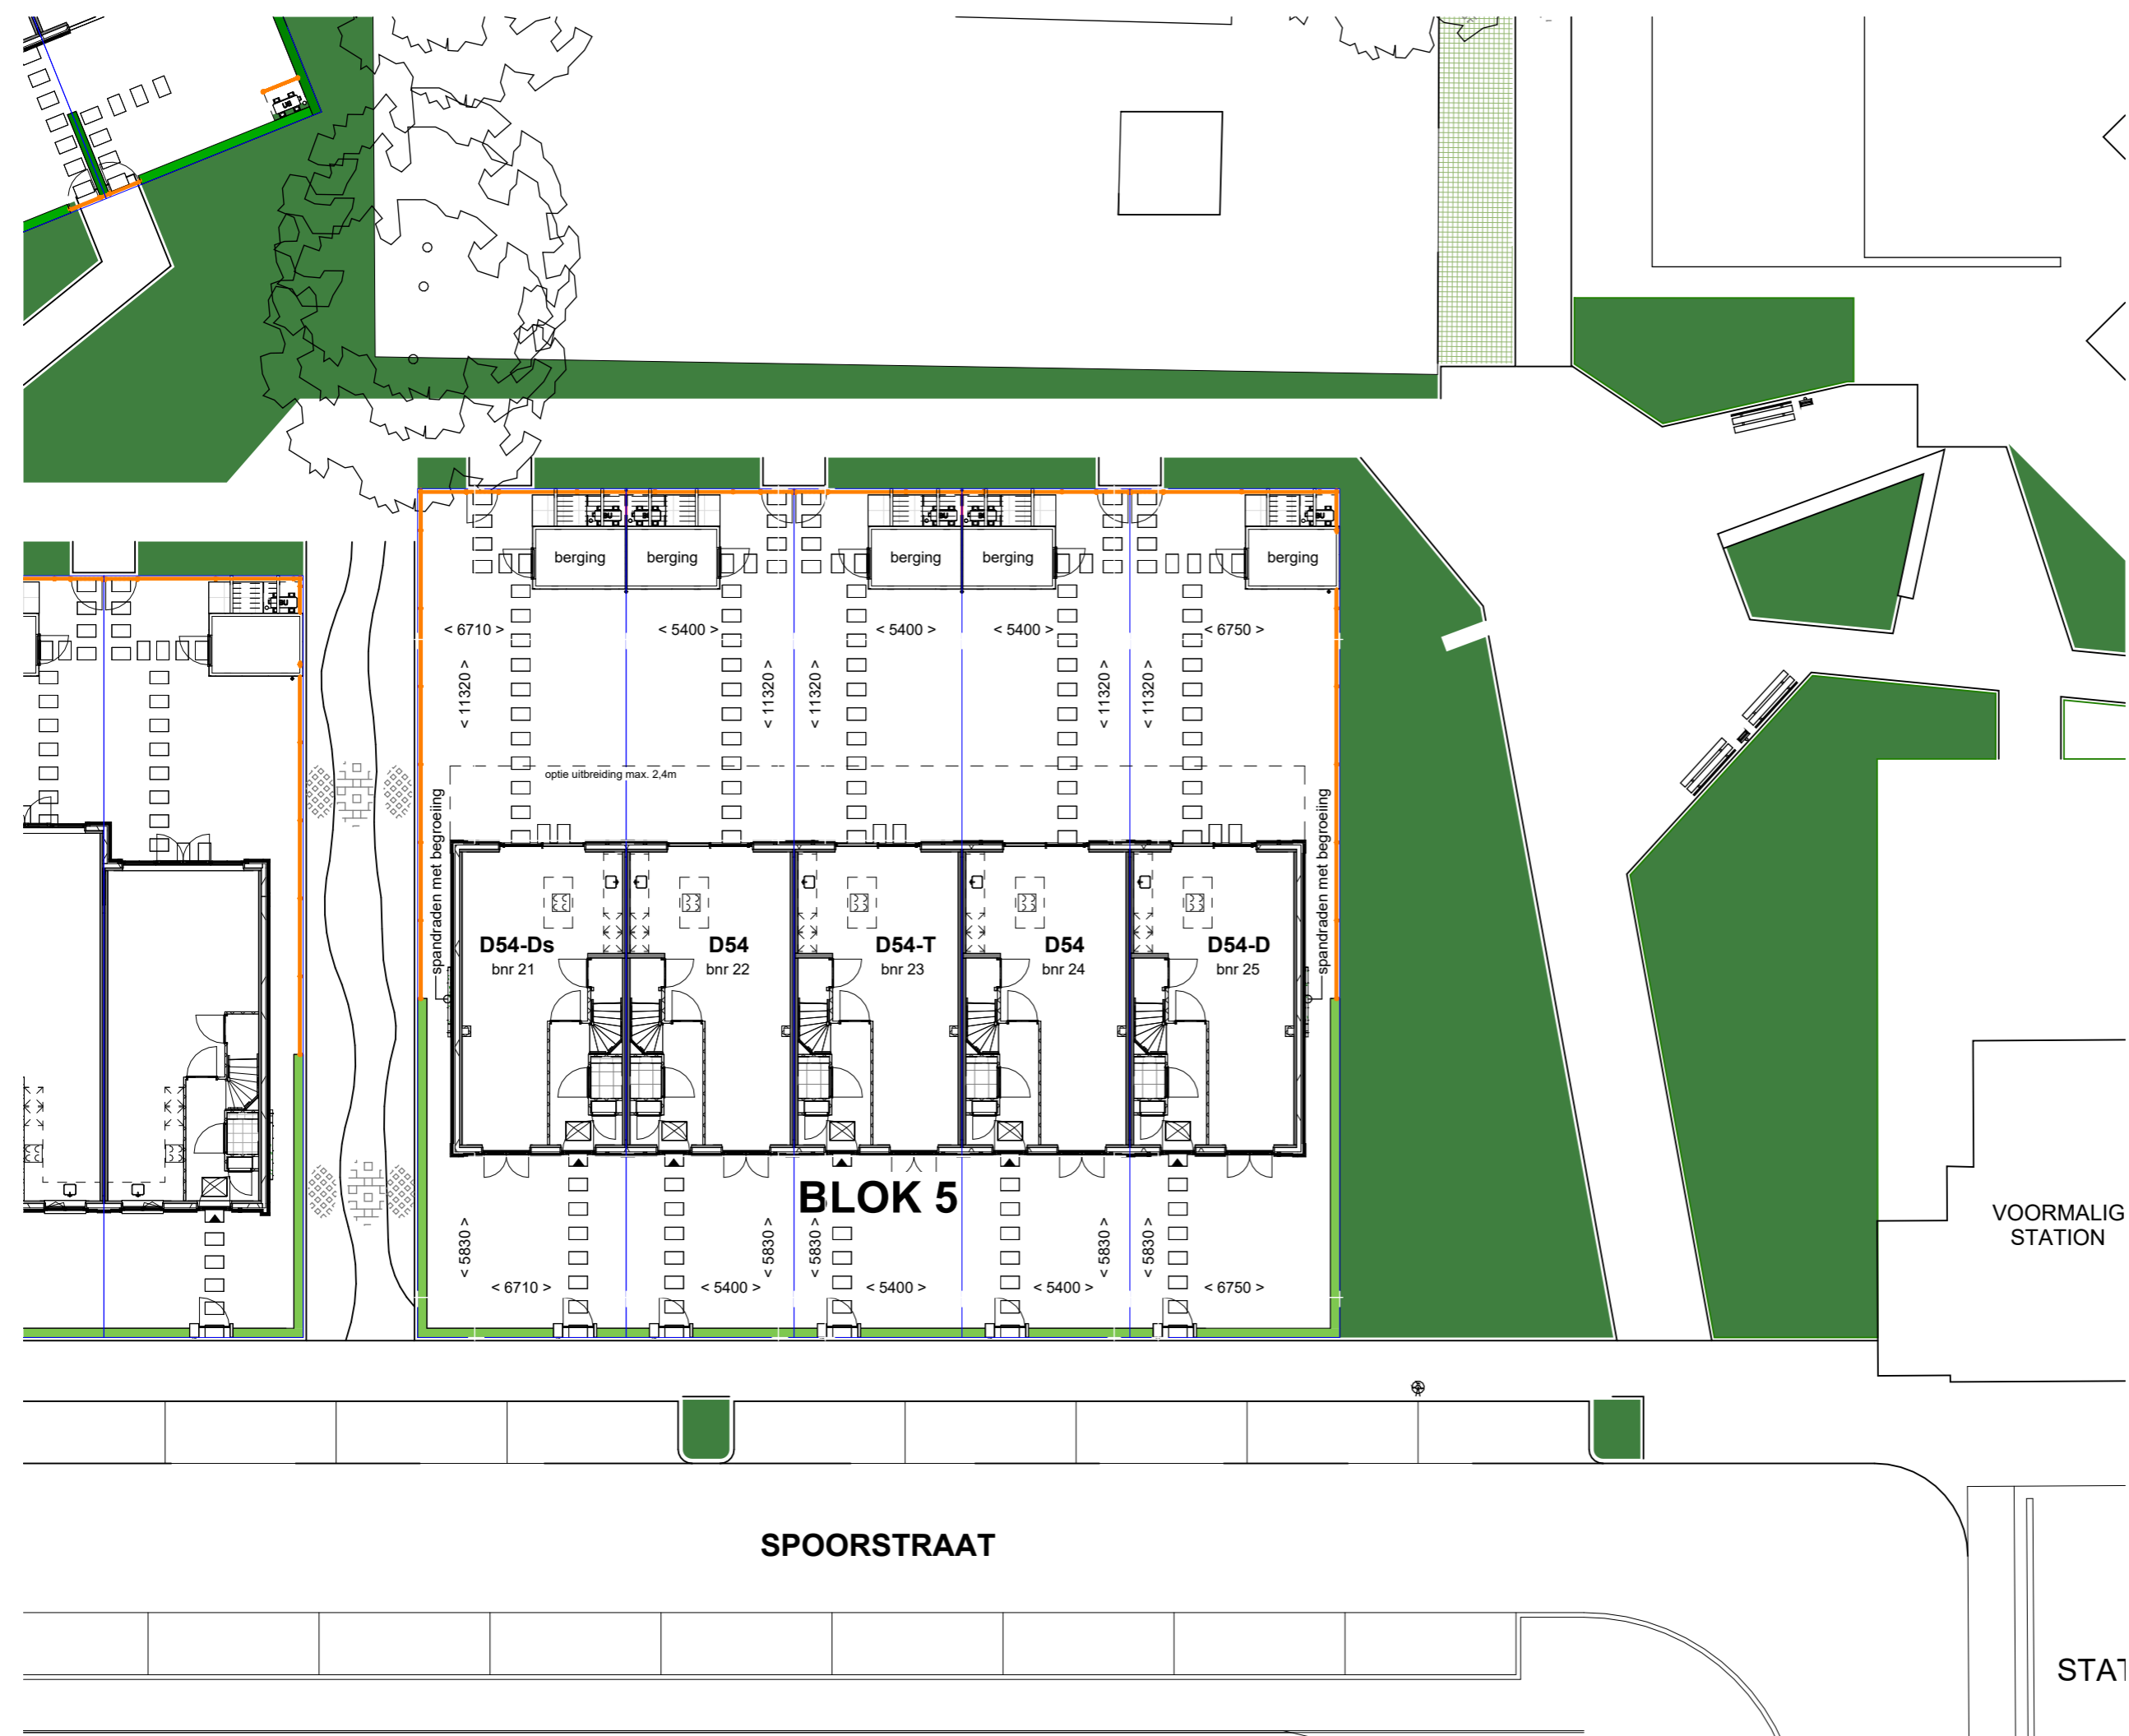 berging
berging
berging
berging
berging
< 6710 >
< 5400 >
< 5400 >
< 5400 >
< 6750 >
< 11320 >
< 11320 >
< 11320 >
< 11320 >
< 11320 >
optie uitbreiding max. 2,4m
spandraden met begroeiing
spandraden met begroeiing
D54-Ds
bnr 21
D54
bnr 22
D54-T
bnr 23
D54
bnr 24
D54-D
bnr 25
BLOK 5
< 5830 >
< 5830 >
< 5830 >
< 5830 >
< 5830 >
< 6710 >
< 5400 >
< 5400 >
< 5400 >
< 6750 >
VOORMALIG
STATION
SPOORSTRAAT
STAT